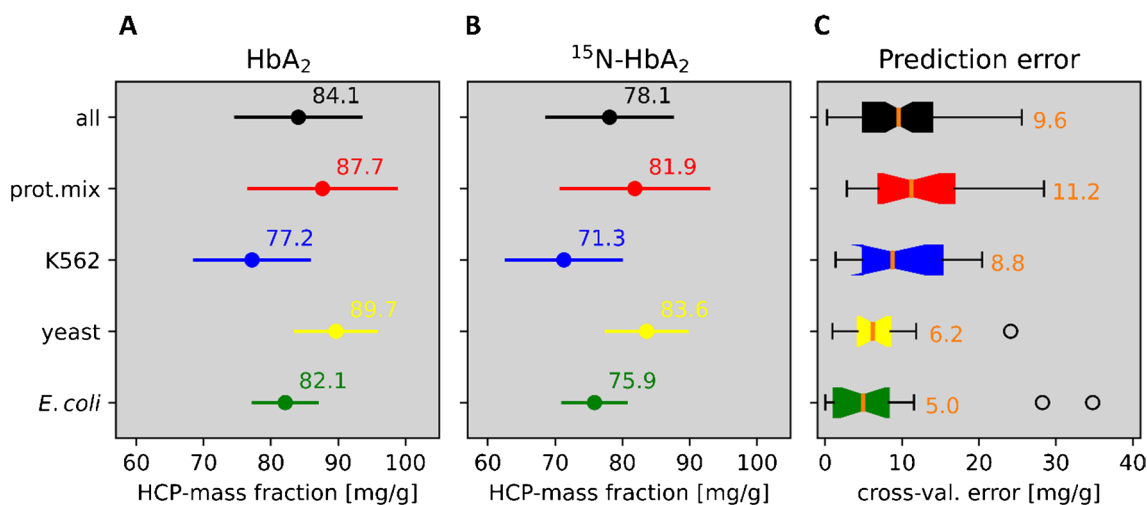 A
B
C
HbA₂
¹⁵N-HbA₂
Prediction error
all
84.1
78.1
9.6
prot.mix
87.7
81.9
11.2
K562
77.2
71.3
8.8
yeast
89.7
83.6
6.2
E. coli
82.1
75.9
5.0
60 70 80 90 100
60 70 80 90 100
0 10 20 30 40
HCP-mass fraction [mg/g]
HCP-mass fraction [mg/g]
cross-val. error [mg/g]